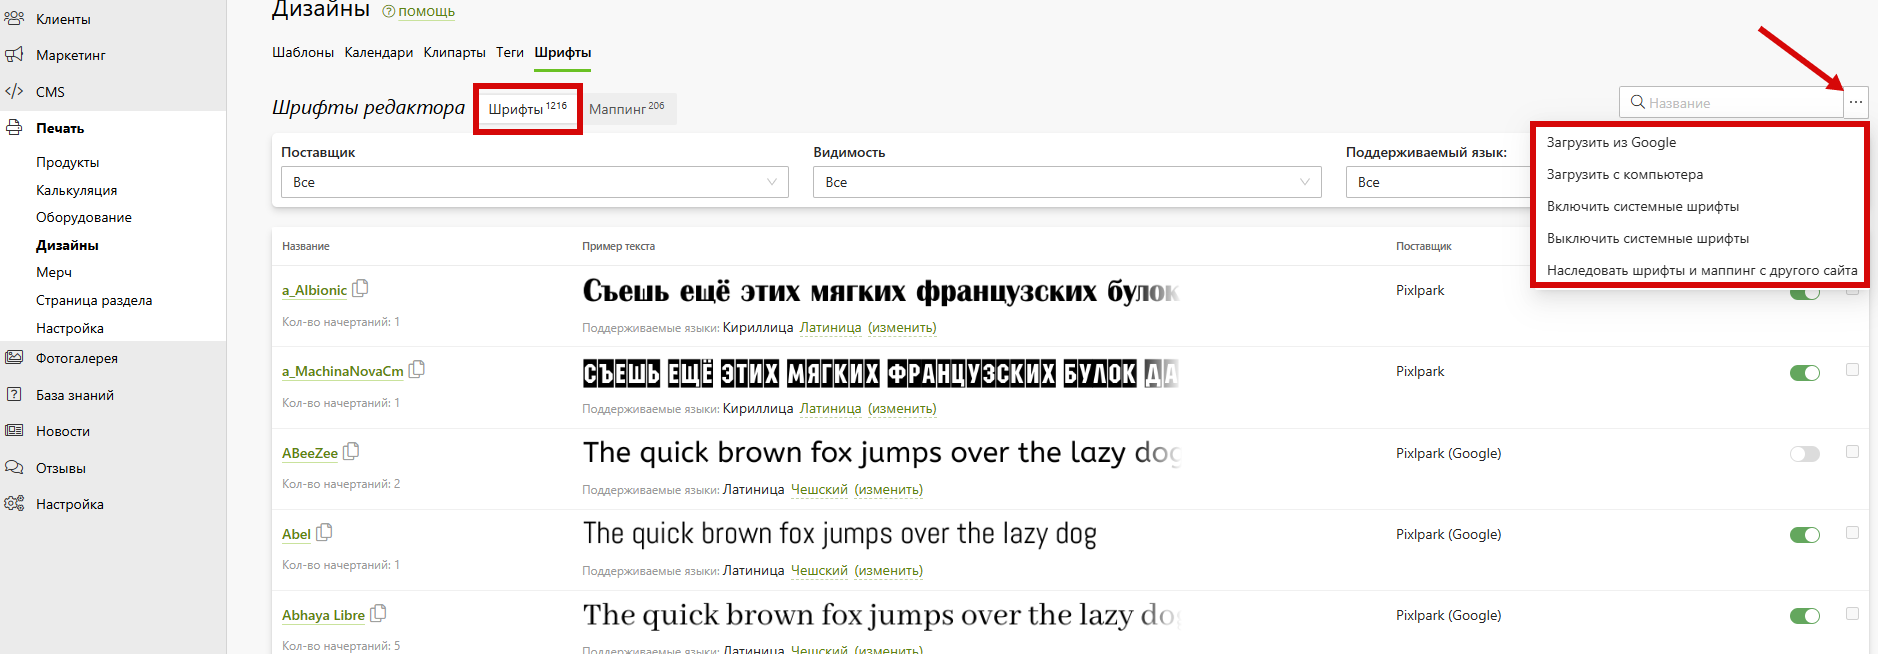 Клиенты
Маркетинг
CMS
Печать
Продукты
Калькуляция
Оборудование
Дизайны
Мерч
Страница раздела
Настройка
Фотогалерея
База знаний
Новости
Отзывы
Настройка
Дизайны ? помощь
Шаблоны Календари Клипарты Теги Шрифты
Шрифты редактора Шрифты 1216 Маппинг 206
Название ...
Загрузить из Google
Загрузить с компьютера
Включить системные шрифты
Выключить системные шрифты
Наследовать шрифты и маппинг с другого сайта
Поставщик Видимость Поддерживаемый язык:
Все Все Все
Название Пример текста Поставщик
a_Albionic Съешь ещё этих мягких французских булок Pixlpark
Кол-во начертаний: 1 Поддерживаемые языки: Кириллица Латиница (изменить)
a_MachinaNovaCm СЪЕШЬ ЕЩЁ ЭТИХ МЯГКИХ ФРАНЦУЗСКИХ БУЛОК ДА Pixlpark
Кол-во начертаний: 1 Поддерживаемые языки: Кириллица Латиница (изменить)
ABeeZee The quick brown fox jumps over the lazy dog Pixlpark (Google)
Кол-во начертаний: 2 Поддерживаемые языки: Латиница Чешский (изменить)
Abel The quick brown fox jumps over the lazy dog Pixlpark (Google)
Кол-во начертаний: 1 Поддерживаемые языки: Латиница Чешский (изменить)
Abhaya Libre The quick brown fox jumps over the lazy do Pixlpark (Google)
Кол-во начертаний: 5 Поддерживаемые языки: Латиница Чешский (изменить)